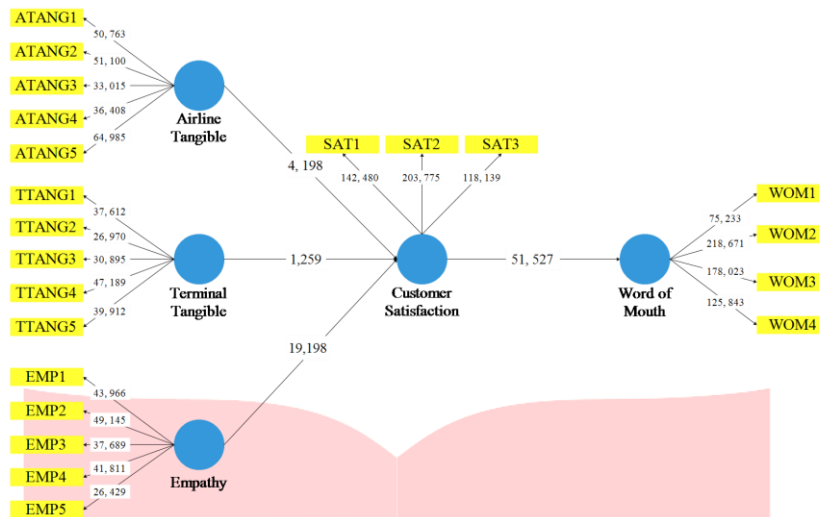 ATANG1
50,763
ATANG2
51,100
ATANG3
33,015
ATANG4
36,408
ATANG5
64,985
Airline
Tangible
4,198
SAT1
SAT2
SAT3
142,480
203,775
118,139
TTANG1
37,612
TTANG2
26,970
TTANG3
30,895
TTANG4
47,189
TTANG5
39,912
Terminal
Tangible
1,259
Customer
Satisfaction
51,527
Word of
Mouth
WOM1
75,233
WOM2
218,671
WOM3
178,023
WOM4
125,843
19,198
EMP1
43,966
EMP2
49,145
EMP3
37,689
EMP4
41,811
EMP5
26,429
Empathy